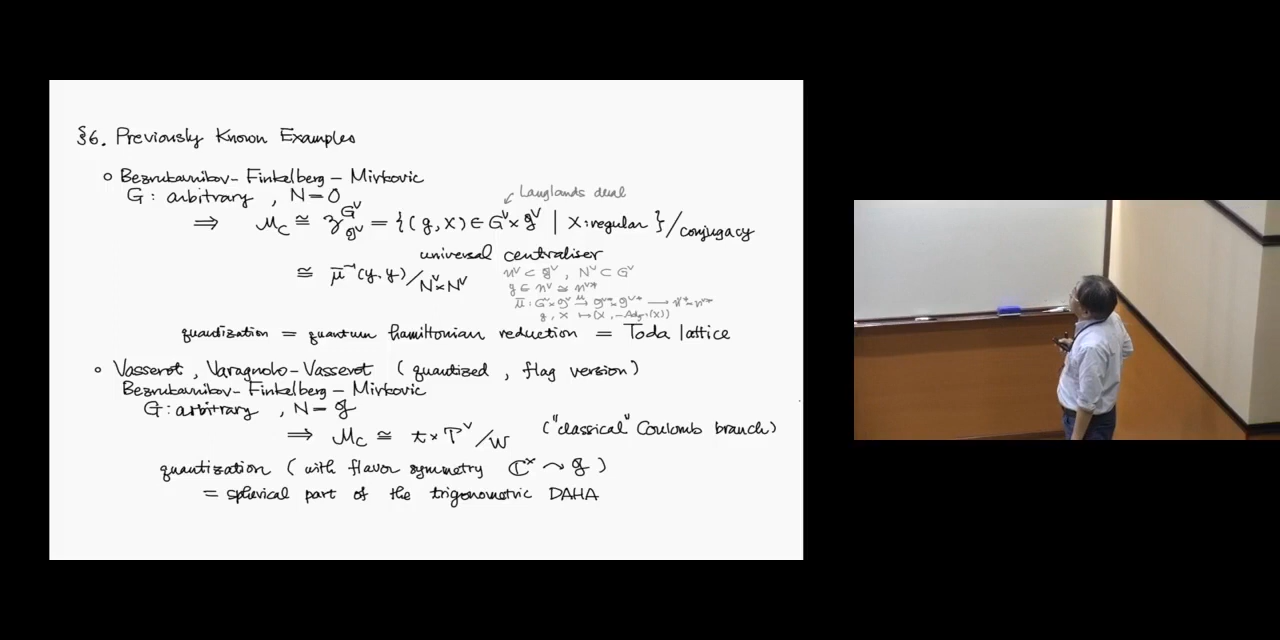 §6. Previously Known Examples
○ Bezrukavnikov-Finkelberg-Mirkovic
G: arbitrary, N=0
↙ Langlands dual
⇒ M_C ≅ 𝔷^{G^∨}_{g^∨} = {(g,X) ∈ G^∨×g^∨ | X:regular}/conjugacy
universal centraliser
≅ μ̄^{-1}(y,y)/N^∨×N^∨
n^∨ ⊂ g^∨, N^∨ ⊂ G^∨
y ∈ n^∨ ≅ n^{∨*}
μ̄: G^∨×g^∨ →^μ g^{∨*}×g^{∨*} → n^{∨*}×n^{∨*}
g, X ↦ (X, -Ad_{g^{-1}}(X))
quantization = quantum hamiltonian reduction = Toda lattice
○ Vasserot, Varagnolo-Vasserot (quantized, flag version)
Bezrukavnikov-Finkelberg-Mirkovic
G: arbitrary, N=g
⇒ M_C ≅ t×T^∨/W ("classical" Coulomb branch)
quantization (with flavor symmetry ℂ^× ↷ g)
= spherical part of the trigonometric DAHA